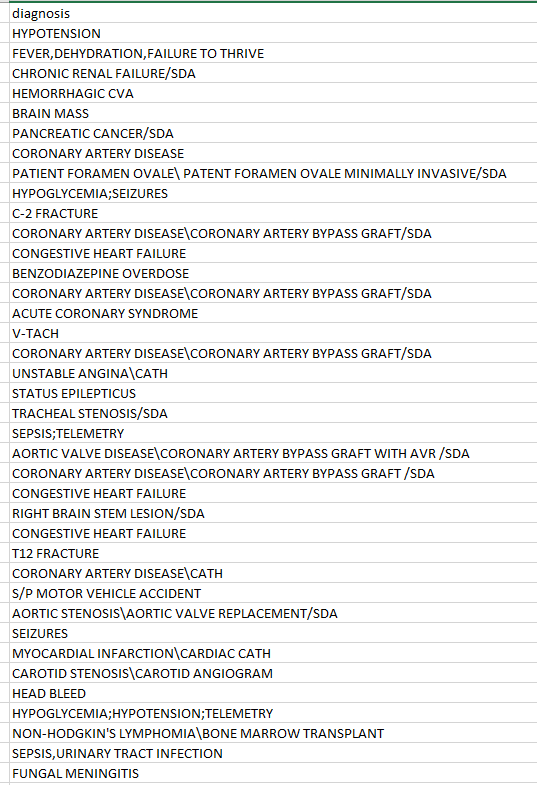 diagnosis
HYPOTENSION
FEVER,DEHYDRATION,FAILURE TO THRIVE
CHRONIC RENAL FAILURE/SDA
HEMORRHAGIC CVA
BRAIN MASS
PANCREATIC CANCER/SDA
CORONARY ARTERY DISEASE
PATIENT FORAMEN OVALE\ PATENT FORAMEN OVALE MINIMALLY INVASIVE/SDA
HYPOGLYCEMIA;SEIZURES
C-2 FRACTURE
CORONARY ARTERY DISEASE\CORONARY ARTERY BYPASS GRAFT/SDA
CONGESTIVE HEART FAILURE
BENZODIAZEPINE OVERDOSE
CORONARY ARTERY DISEASE\CORONARY ARTERY BYPASS GRAFT/SDA
ACUTE CORONARY SYNDROME
V-TACH
CORONARY ARTERY DISEASE\CORONARY ARTERY BYPASS GRAFT/SDA
UNSTABLE ANGINA\CATH
STATUS EPILEPTICUS
TRACHEAL STENOSIS/SDA
SEPSIS;TELEMETRY
AORTIC VALVE DISEASE\CORONARY ARTERY BYPASS GRAFT WITH AVR /SDA
CORONARY ARTERY DISEASE\CORONARY ARTERY BYPASS GRAFT /SDA
CONGESTIVE HEART FAILURE
RIGHT BRAIN STEM LESION/SDA
CONGESTIVE HEART FAILURE
T12 FRACTURE
CORONARY ARTERY DISEASE\CATH
S/P MOTOR VEHICLE ACCIDENT
AORTIC STENOSIS\AORTIC VALVE REPLACEMENT/SDA
SEIZURES
MYOCARDIAL INFARCTION\CARDIAC CATH
CAROTID STENOSIS\CAROTID ANGIOGRAM
HEAD BLEED
HYPOGLYCEMIA;HYPOTENSION;TELEMETRY
NON-HODGKIN'S LYMPHOMIA\BONE MARROW TRANSPLANT
SEPSIS,URINARY TRACT INFECTION
FUNGAL MENINGITIS